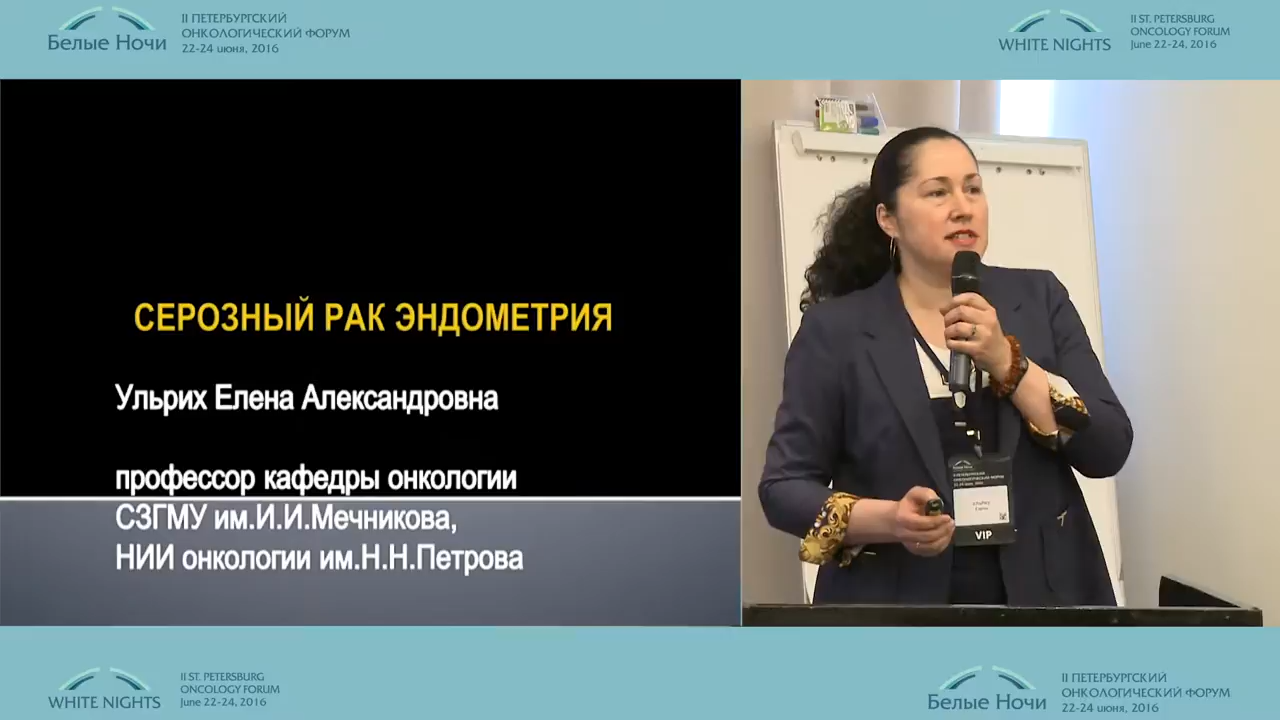 Белые Ночи
II ПЕТЕРБУРГСКИЙ
ОНКОЛОГИЧЕСКИЙ ФОРУМ
22-24 июня, 2016
WHITE NIGHTS
II ST. PETERSBURG
ONCOLOGY FORUM
June 22-24, 2016
СЕРОЗНЫЙ РАК ЭНДОМЕТРИЯ
Ульрих Елена Александровна
профессор кафедры онкологии
СЗГМУ им.И.И.Мечникова,
НИИ онкологии им.Н.Н.Петрова
VIP
WHITE NIGHTS
II ST. PETERSBURG
ONCOLOGY FORUM
June 22-24, 2016
Белые Ночи
II ПЕТЕРБУРГСКИЙ
ОНКОЛОГИЧЕСКИЙ ФОРУМ
22-24 июня, 2016